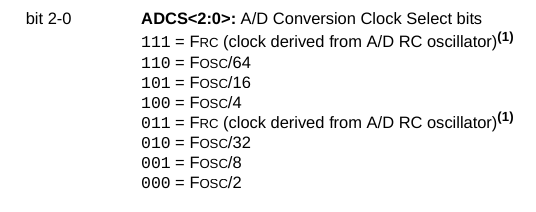 bit 2-0 ADCS<2:0>: A/D Conversion Clock Select bits
111 = FRC (clock derived from A/D RC oscillator)(1)
110 = FOSC/64
101 = FOSC/16
100 = FOSC/4
011 = FRC (clock derived from A/D RC oscillator)(1)
010 = FOSC/32
001 = FOSC/8
000 = FOSC/2